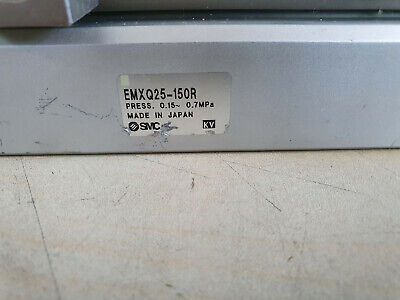 EMXQ25-150R
PRESS. 0.15~ 0.7MPa
MADE IN JAPAN
SMC KV